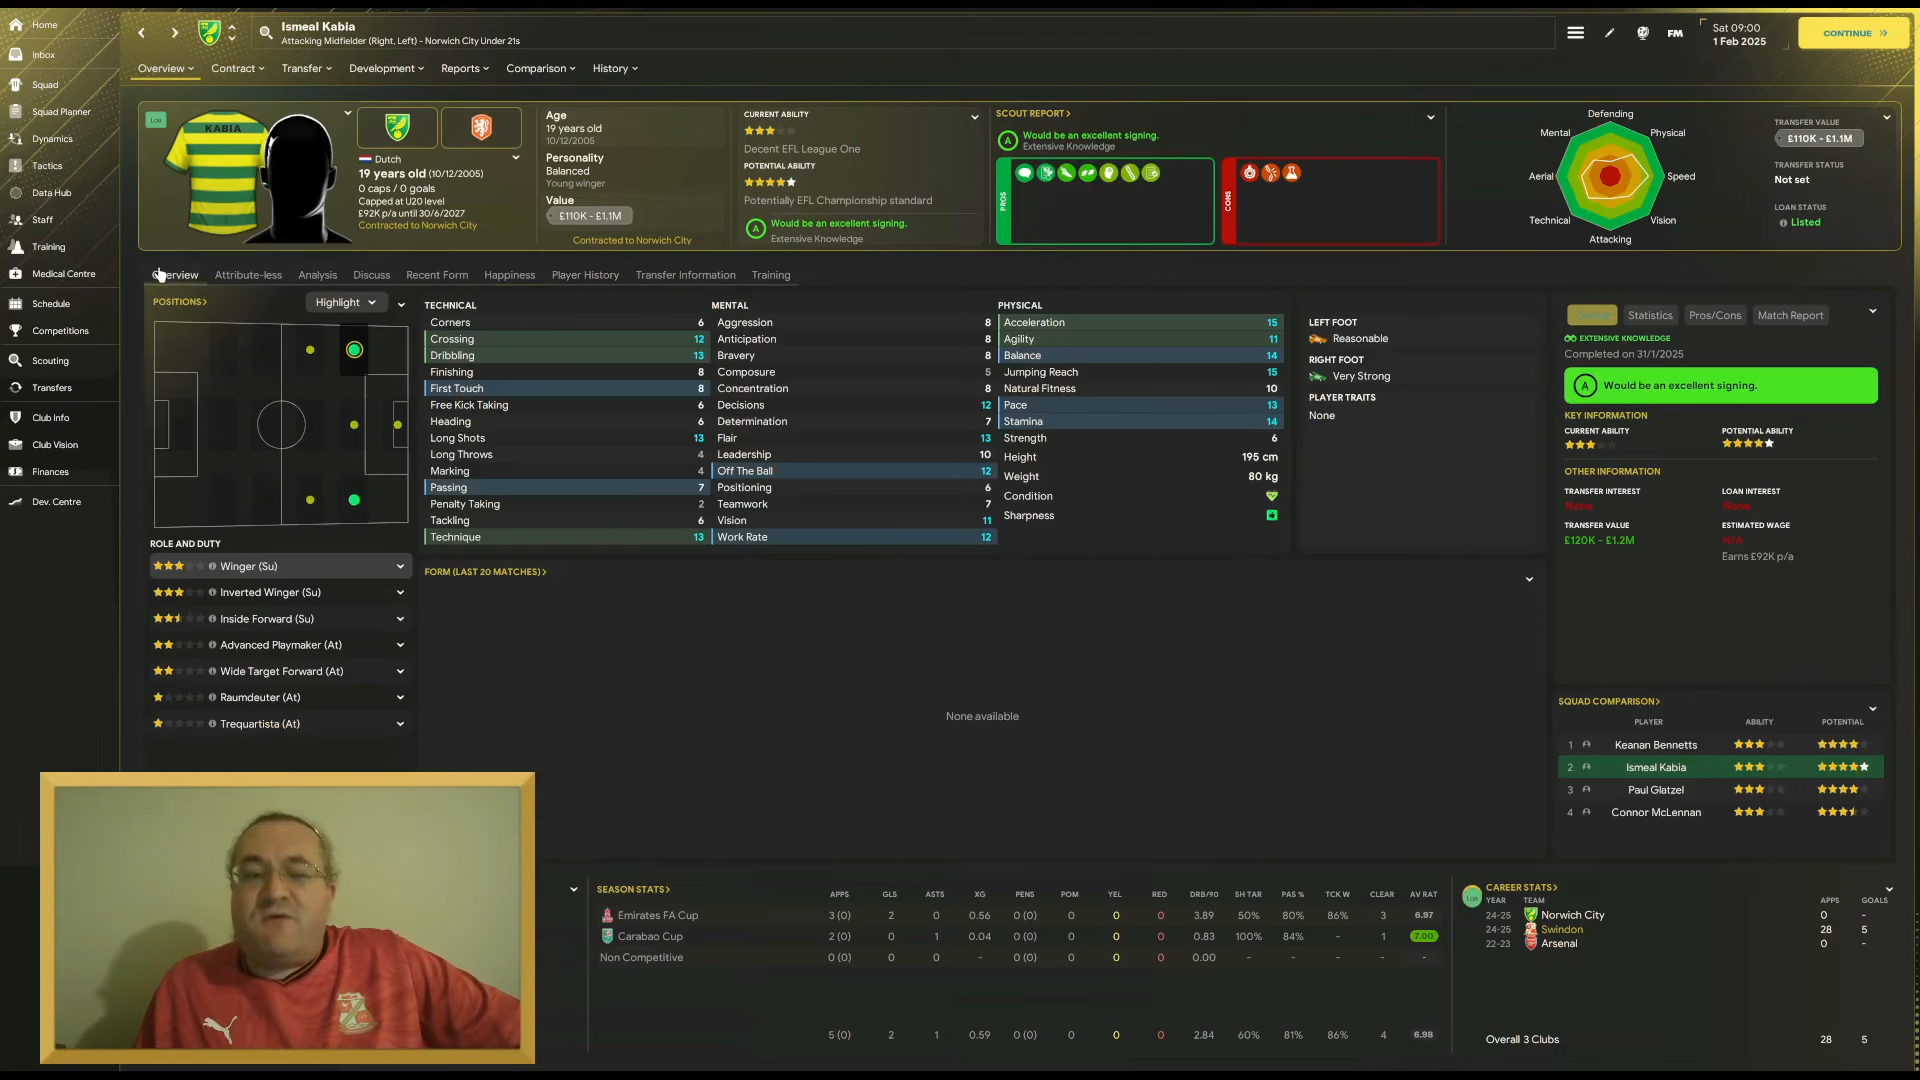 Home
Inbox
Squad
Squad Planner
Dynamics
Tactics
Data Hub
Staff
Training
Medical Centre
Schedule
Competitions
Scouting
Transfers
Club Info
Club Vision
Finances
Dev. Centre
Ismeal Kabia
Attacking Midfielder (Right, Left) - Norwich City Under 21s
FM
Sat 09:00
1 Feb 2025
CONTINUE
Overview Contract Transfer Development Reports Comparison History
Loa
KABIA
Dutch
19 years old (10/12/2005)
0 caps / 0 goals
Capped at U20 level
£92K p/a until 30/6/2027
Contracted to Norwich City
Age
19 years old
10/12/2005
Personality
Balanced
Young winger
Value
£110K - £1.1M
Contracted to Norwich City
CURRENT ABILITY
Decent EFL League One
POTENTIAL ABILITY
Potentially EFL Championship standard
A Would be an excellent signing.
Extensive Knowledge
SCOUT REPORT>
A Would be an excellent signing.
Extensive Knowledge
PROS
CONS
Defending
Physical
Speed
Vision
Attacking
Technical
Aerial
Mental
TRANSFER VALUE
£110K - £1.1M
TRANSFER STATUS
Not set
LOAN STATUS
Listed
Overview Attribute-less Analysis Discuss Recent Form Happiness Player History Transfer Information Training
POSITIONS>
Highlight
ROLE AND DUTY
Winger (Su)
Inverted Winger (Su)
Inside Forward (Su)
Advanced Playmaker (At)
Wide Target Forward (At)
Raumdeuter (At)
Trequartista (At)
TECHNICAL
Corners 6
Crossing 12
Dribbling 13
Finishing 8
First Touch 8
Free Kick Taking 6
Heading 6
Long Shots 13
Long Throws 4
Marking 4
Passing 7
Penalty Taking 2
Tackling 6
Technique 13
MENTAL
Aggression 8
Anticipation 8
Bravery 8
Composure 5
Concentration 8
Decisions 12
Determination 7
Flair 13
Leadership 10
Off The Ball 12
Positioning 6
Teamwork 7
Vision 11
Work Rate 12
PHYSICAL
Acceleration 15
Agility 11
Balance 14
Jumping Reach 15
Natural Fitness 10
Pace 13
Stamina 14
Strength 6
Height 195 cm
Weight 80 kg
Condition
Sharpness
LEFT FOOT
Reasonable
RIGHT FOOT
Very Strong
PLAYER TRAITS
None
FORM (LAST 20 MATCHES)>
None available
Statistics Pros/Cons Match Report
EXTENSIVE KNOWLEDGE
Completed on 31/1/2025
A Would be an excellent signing.
KEY INFORMATION
CURRENT ABILITY POTENTIAL ABILITY
OTHER INFORMATION
TRANSFER INTEREST LOAN INTEREST
None None
TRANSFER VALUE ESTIMATED WAGE
£120K - £1.2M N/A
Earns £92K p/a
SQUAD COMPARISON>
PLAYER ABILITY POTENTIAL
1 Keanan Bennetts
2 Ismeal Kabia
3 Paul Glatzel
4 Connor McLennan
SEASON STATS> APPS GLS ASTS XG PENS POM YEL RED DRB/90 SH TAR PAS % TCK W CLEAR AV RAT
Emirates FA Cup 3 (0) 2 0 0.56 0 (0) 0 0 0 3.89 50% 80% 86% 3 6.97
Carabao Cup 2 (0) 0 1 0.04 0 (0) 0 0 0 0.83 100% 84% - 1 7.00
Non Competitive 0 (0) 0 0 - 0 (0) 0 0 0 0.00 - - - - -
5 (0) 2 1 0.59 0 (0) 0 0 0 2.84 60% 81% 86% 4 6.98
Loa
CAREER STATS>
YEAR TEAM APPS GOALS
24-25 Norwich City 0 -
24-25 Swindon 28 5
22-23 Arsenal 0 -
Overall 3 Clubs 28 5